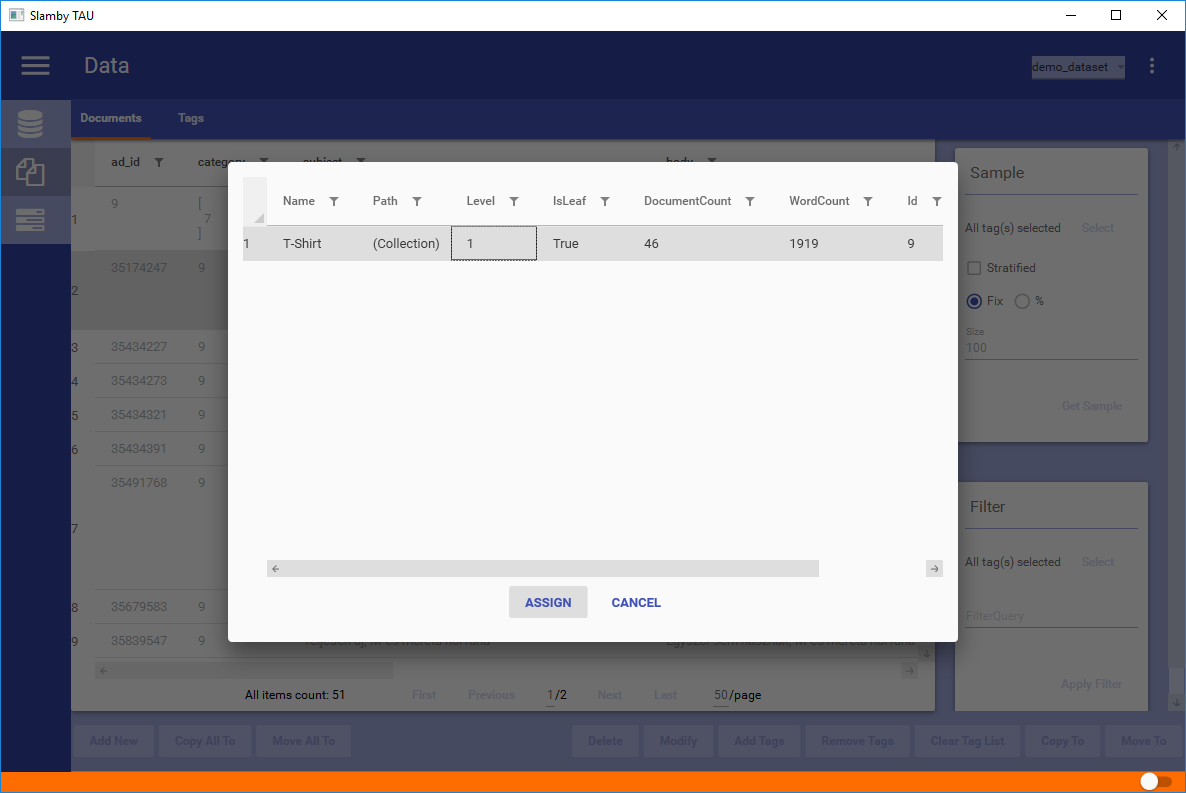 Slamby TAU
Data
demo_dataset
Documents Tags
ad_id category subject body
Name Path Level IsLeaf DocumentCount WordCount Id
1 T-Shirt (Collection) 1 True 46 1919 9
ASSIGN CANCEL
1 9 [
7
]
2 35174247 9
3 35434227 9
4 35434273 9
5 35434321 9
6 35434391 9
7 35491768 9
8 35679583 9
9 35839547 9
All items count: 51 First Previous 1/2 Next Last 50/page
Sample
All tag(s) selected Select
Stratified
Fix %
Size
100
Get Sample
Filter
All tag(s) selected Select
FilterQuery
Apply Filter
Add New Copy All To Move All To Delete Modify Add Tags Remove Tags Clear Tag List Copy To Move To